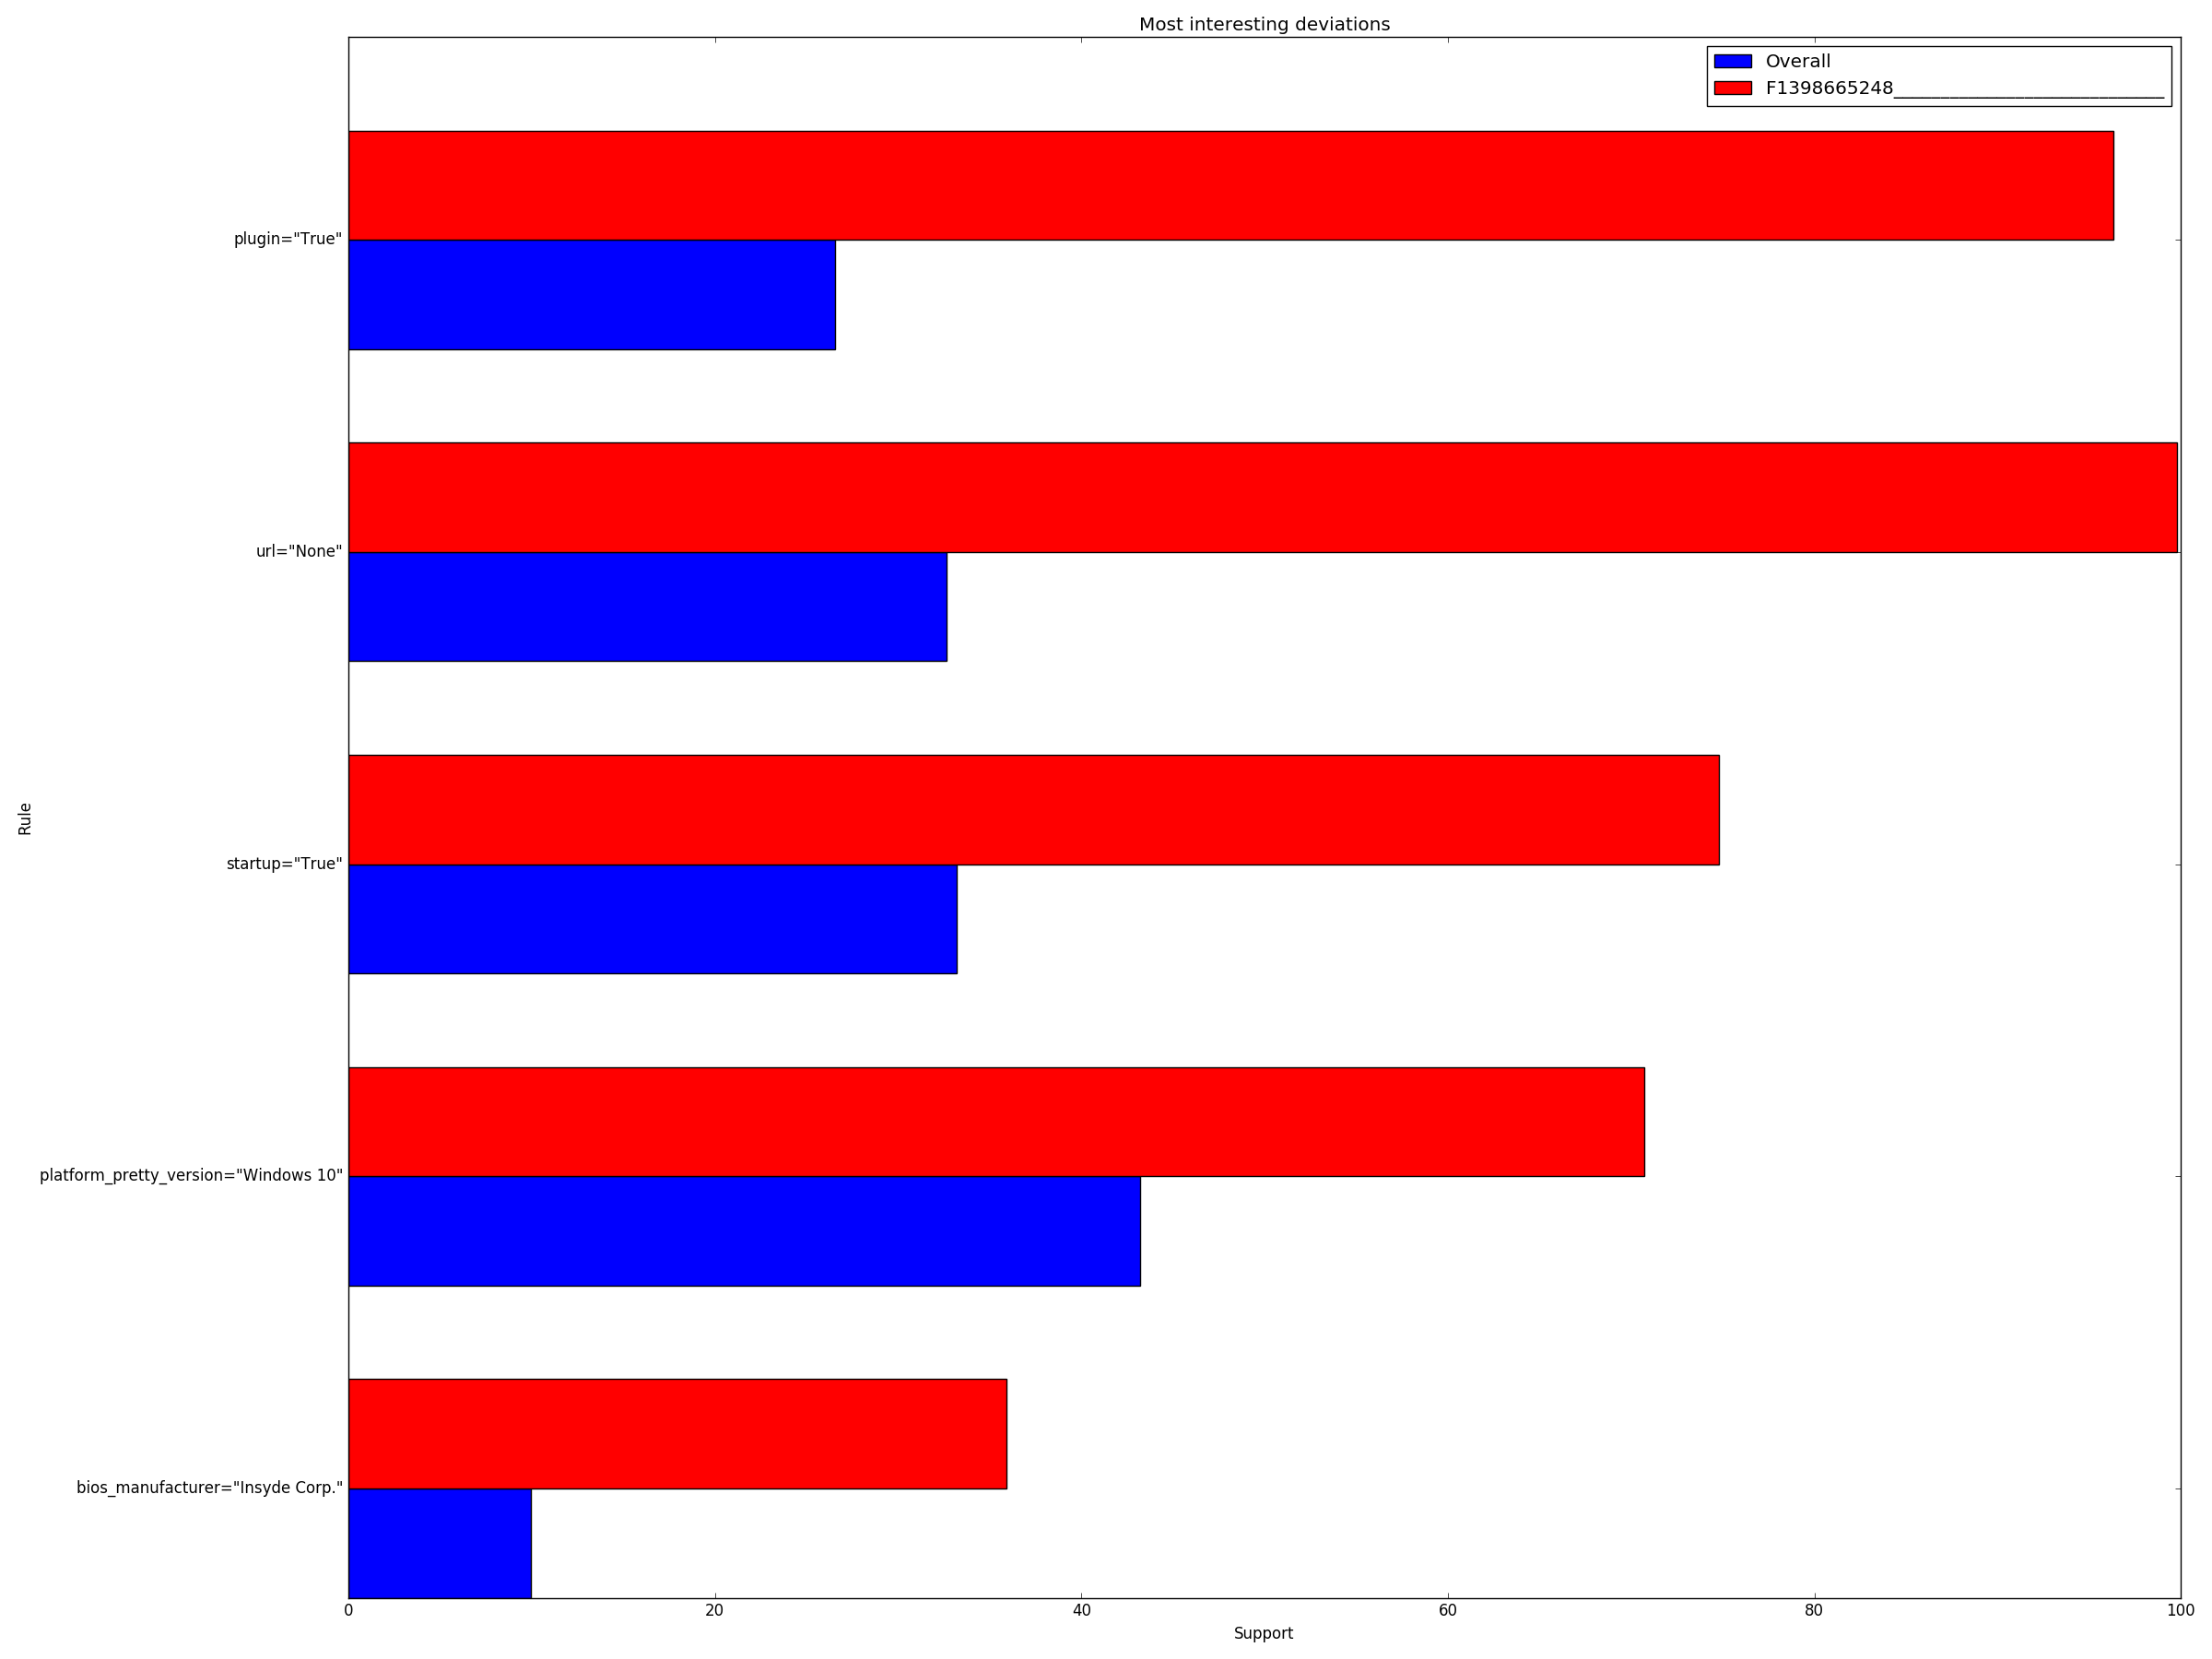 Most interesting deviations
Overall
F1398665248_____________________________
plugin="True"
url="None"
startup="True"
platform_pretty_version="Windows 10"
bios_manufacturer="Insyde Corp."
Rule
0 20 40 60 80 100
Support